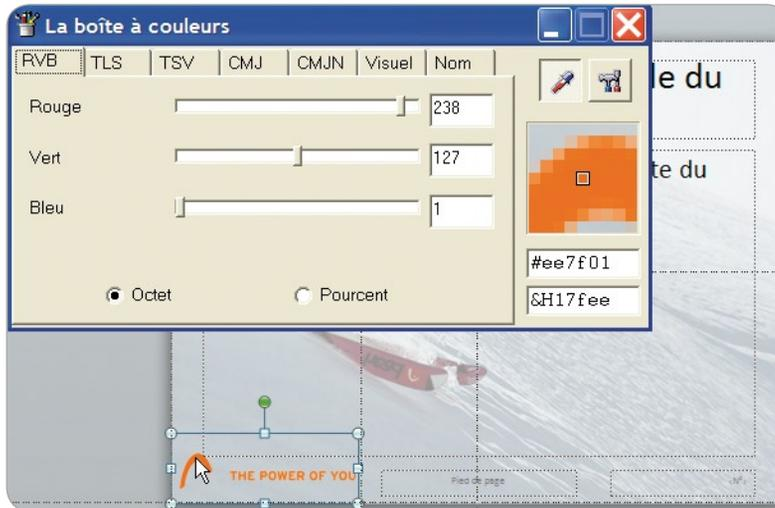 La boîte à couleurs
RVB TLS TSV CMJ CMJN Visuel Nom
Rouge 238
Vert 127
Bleu 1
Octet Pourcent
#ee7f01
&H17fee
le du
te du
THE POWER OF YOU
Pied de page
‹N°›